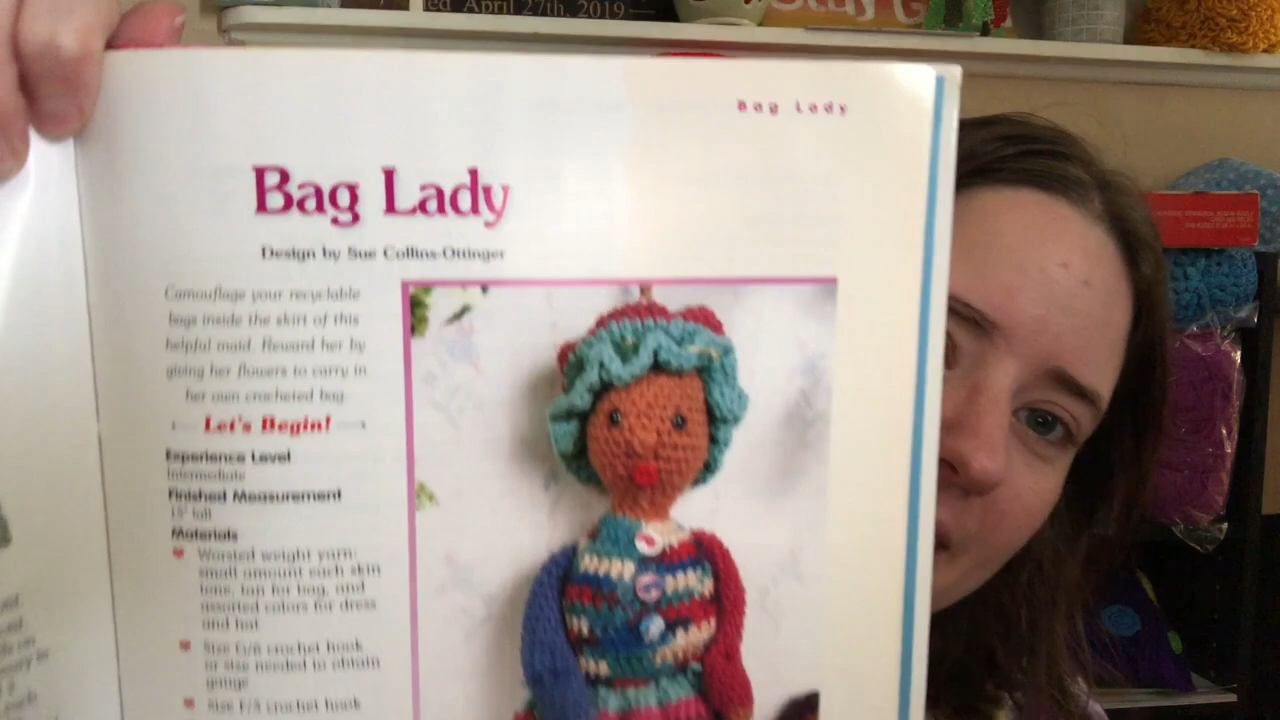 ed April 27th, 2019
Stay G
Bag Lady
Bag Lady
Design by Sue Collins-Ottinger
Camouflage your recyclable
bags inside the skirt of this
helpful maid. Reward her by
giving her flowers to carry in
her own crocheted bag.
Let's Begin!
Experience Level
Intermediate
Finished Measurement
15" tall
Materials
Worsted weight yarn:
small amount each skin
tone, tan for bag, and
assorted colors for dress
and hat
Size G/6 crochet hook
or size needed to obtain
gauge
Size F/5 crochet hook